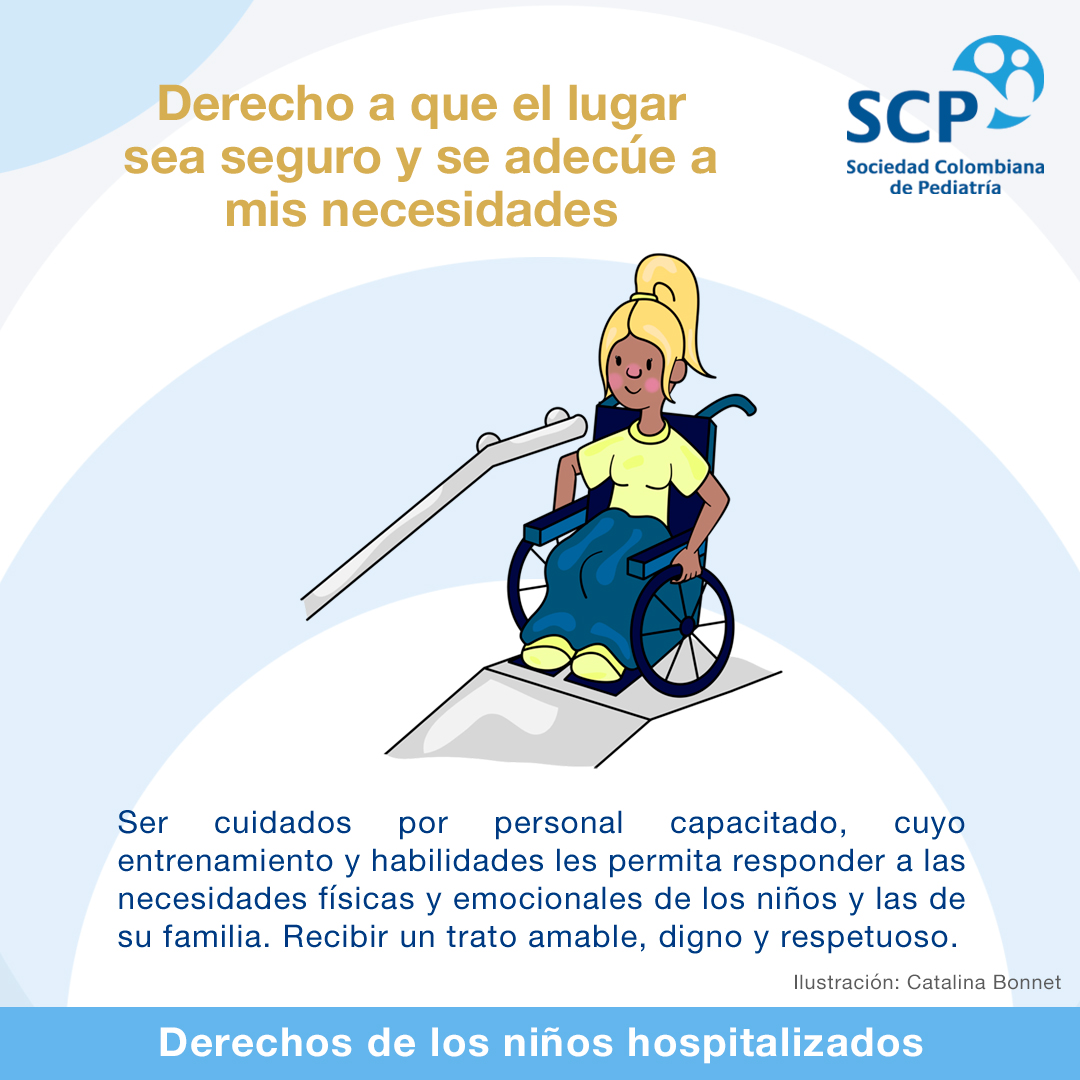 Derecho a que el lugar
sea seguro y se adecúe a
mis necesidades
SCP
Sociedad Colombiana
de Pediatría
Ser cuidados por personal capacitado, cuyo
entrenamiento y habilidades les permita responder a las
necesidades físicas y emocionales de los niños y las de
su familia. Recibir un trato amable, digno y respetuoso.
Ilustración: Catalina Bonnet
Derechos de los niños hospitalizados